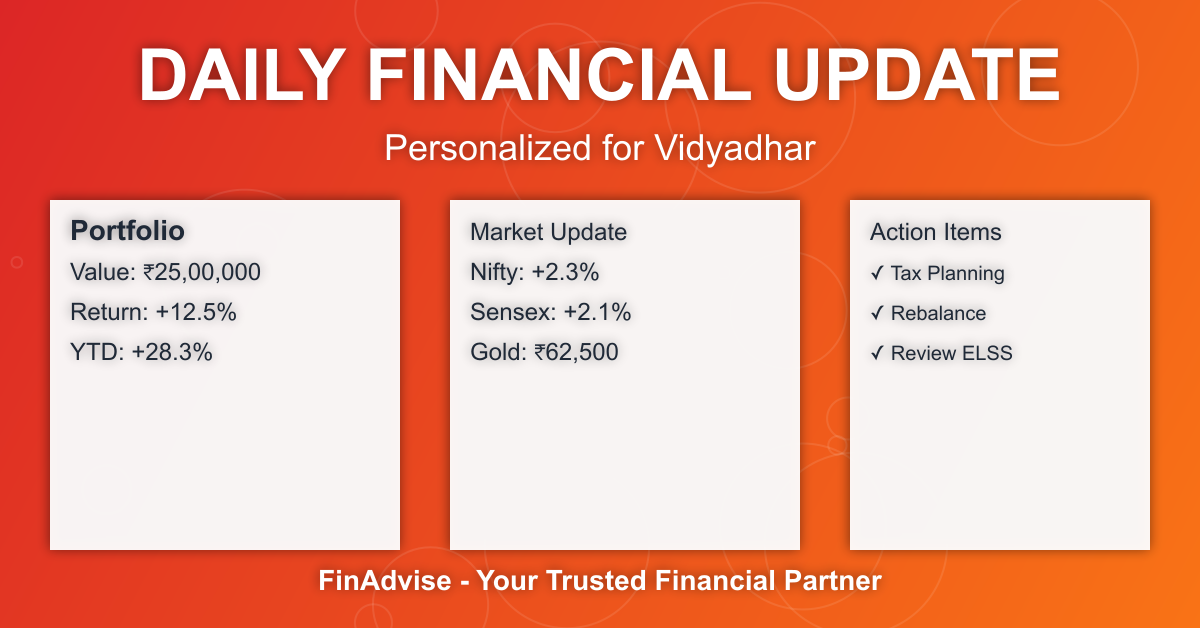 DAILY FINANCIAL UPDATE
Personalized for Vidyadhar
Portfolio
Value: ₹25,00,000
Return: +12.5%
YTD: +28.3%
Market Update
Nifty: +2.3%
Sensex: +2.1%
Gold: ₹62,500
Action Items
✓ Tax Planning
✓ Rebalance
✓ Review ELSS
FinAdvise - Your Trusted Financial Partner